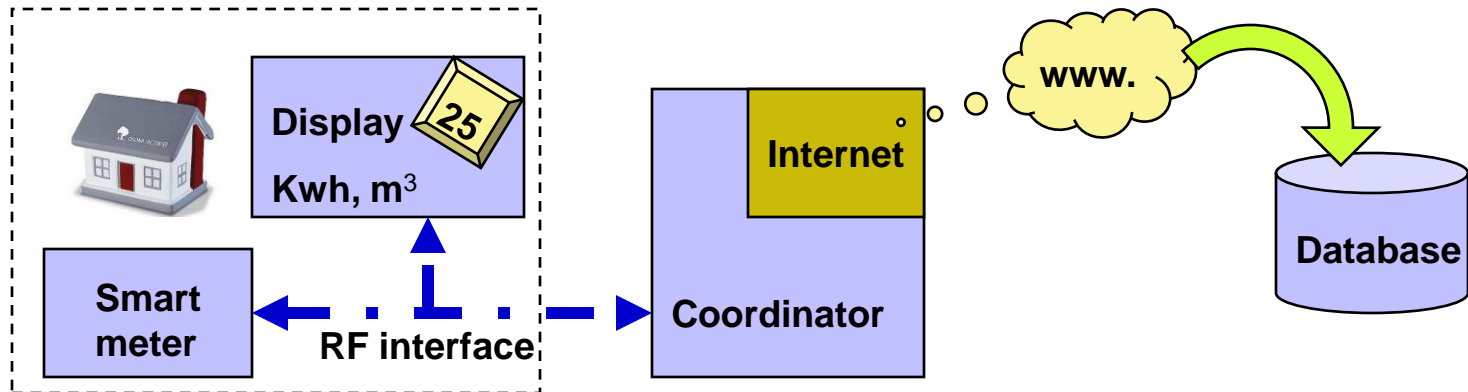 Display
25
Kwh, m³
Smart
meter
RF interface
Internet
Coordinator
www.
Database